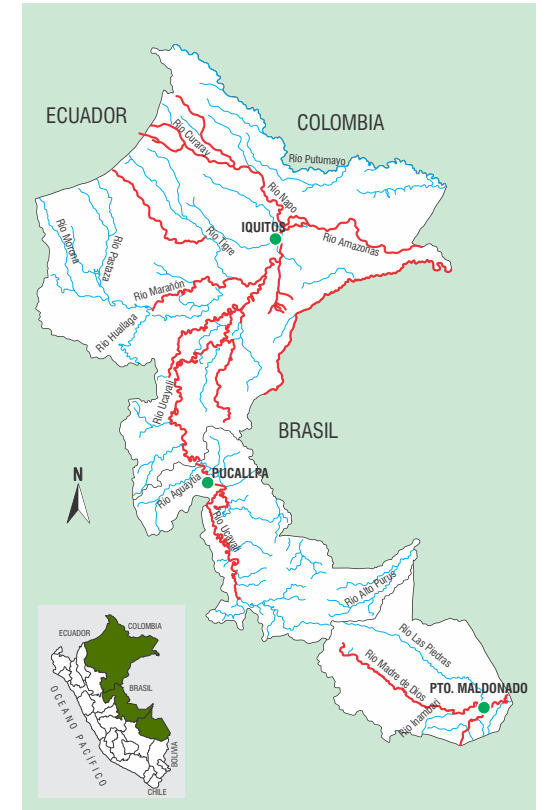 ECUADOR
COLOMBIA
Río Curaray
Río Putumayo
Río Napo
IQUITOS
Río Amazonas
Río Tigre
Río Morona
Río Pastaza
Río Marañón
Río Huallaga
Río Ucayali
BRASIL
N
PUCALLPA
Río Aguaytía
Río Ucayali
Río Alto Purus
Río Las Piedras
Río Madre de Dios
PTO. MALDONADO
Río Inambari
COLOMBIA
ECUADOR
BRASIL
OCEANO PACÍFICO
BOLIVIA
CHILE